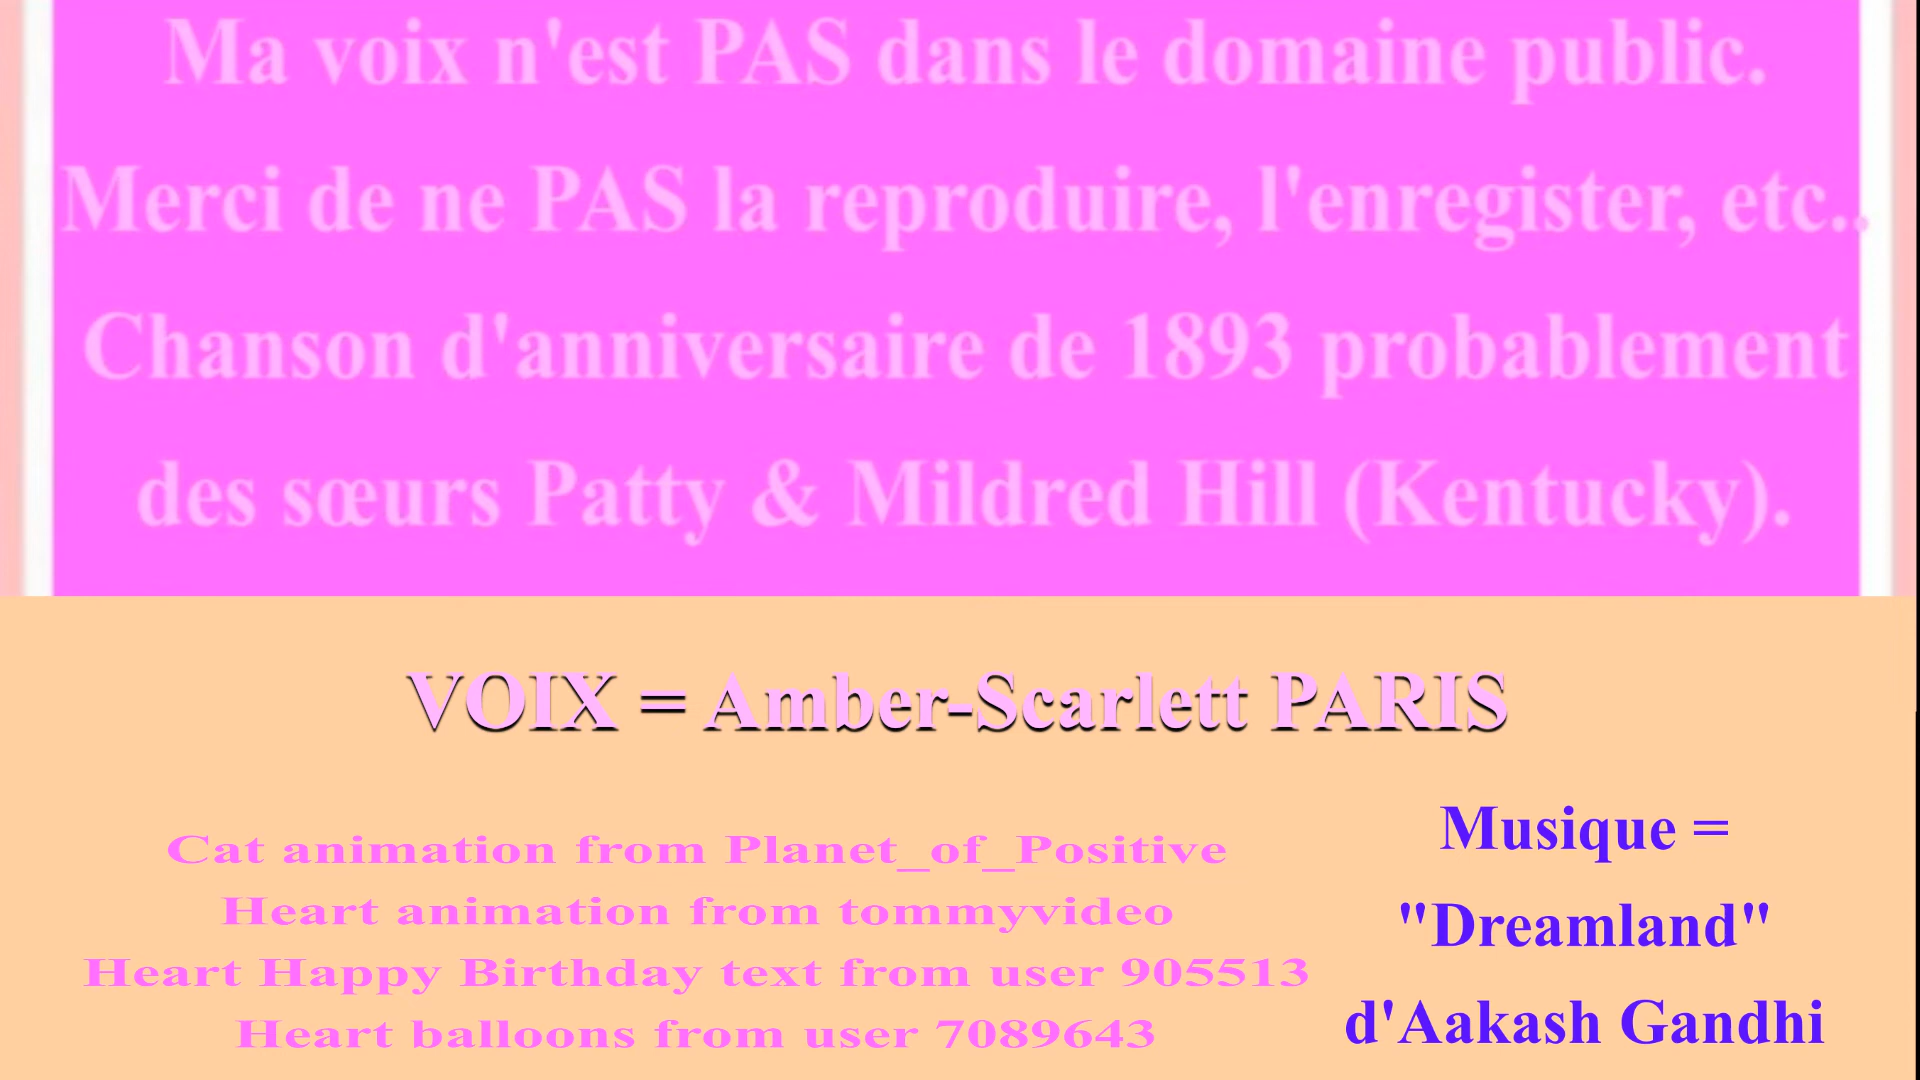 Ma voix n'est PAS dans le domaine public.
Merci de ne PAS la reproduire, l'enregister, etc..
Chanson d'anniversaire de 1893 probablement
des sœurs Patty & Mildred Hill (Kentucky).
VOIX = Amber-Scarlett PARIS
Cat animation from Planet_of_Positive
Heart animation from tommyvideo
Heart Happy Birthday text from user 905513
Heart balloons from user 7089643
Musique =
"Dreamland"
d'Aakash Gandhi